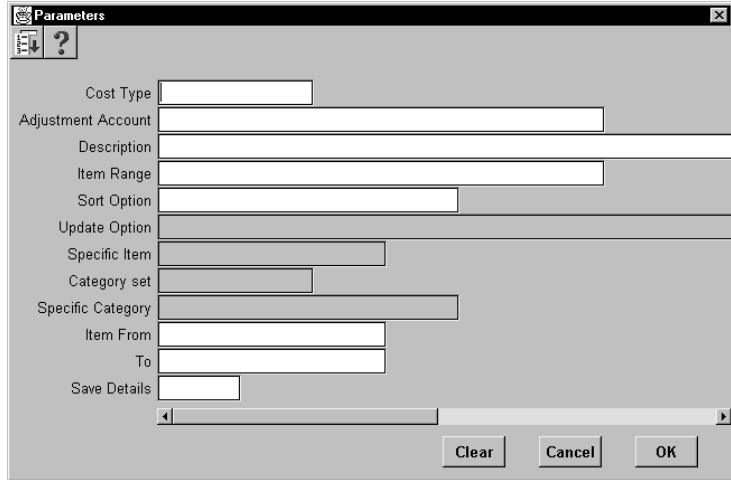 Parameters
?
Cost Type
Adjustment Account
Description
Item Range
Sort Option
Update Option
Specific Item
Category set
Specific Category
Item From
To
Save Details
Clear Cancel OK